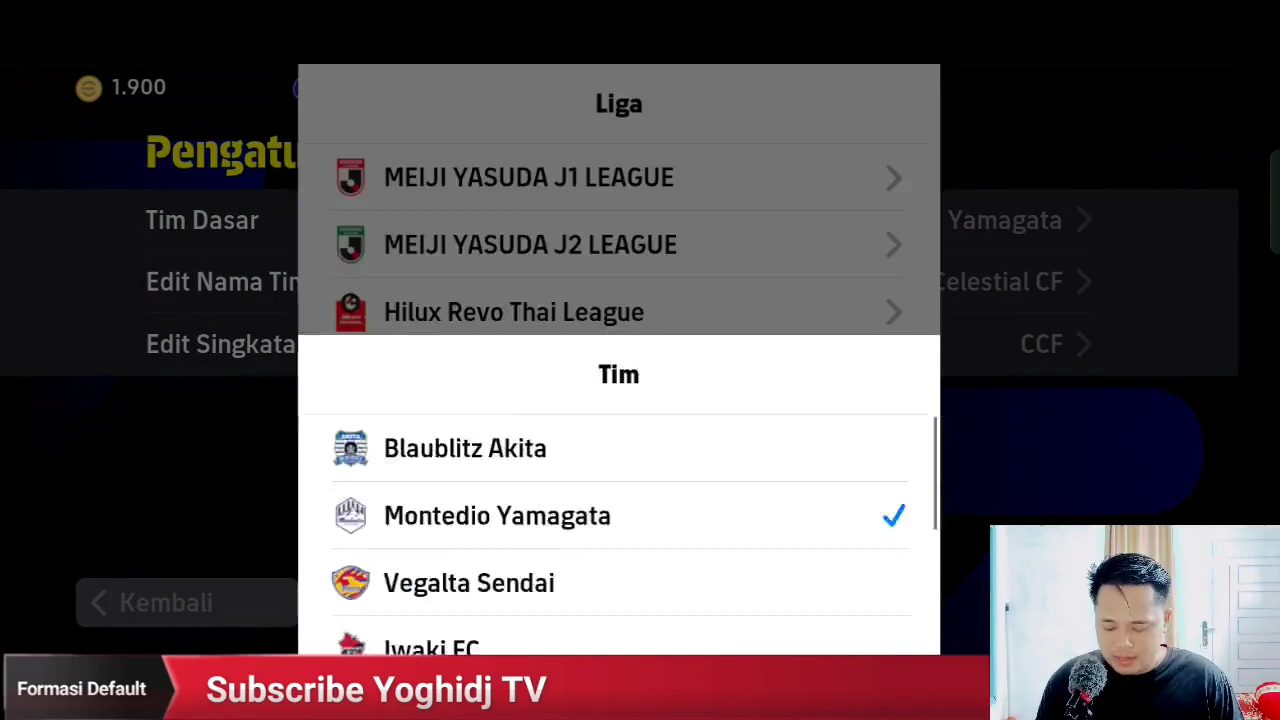 1.900
Liga
Pengatu
MEIJI YASUDA J1 LEAGUE
Tim Dasar
Yamagata
MEIJI YASUDA J2 LEAGUE
Edit Nama Tim
Celestial CF
Hilux Revo Thai League
Edit Singkata
CCF
Tim
Blaublitz Akita
Montedio Yamagata
Vegalta Sendai
Kembali
Iwaki FC
Formasi Default
Subscribe Yoghidj TV